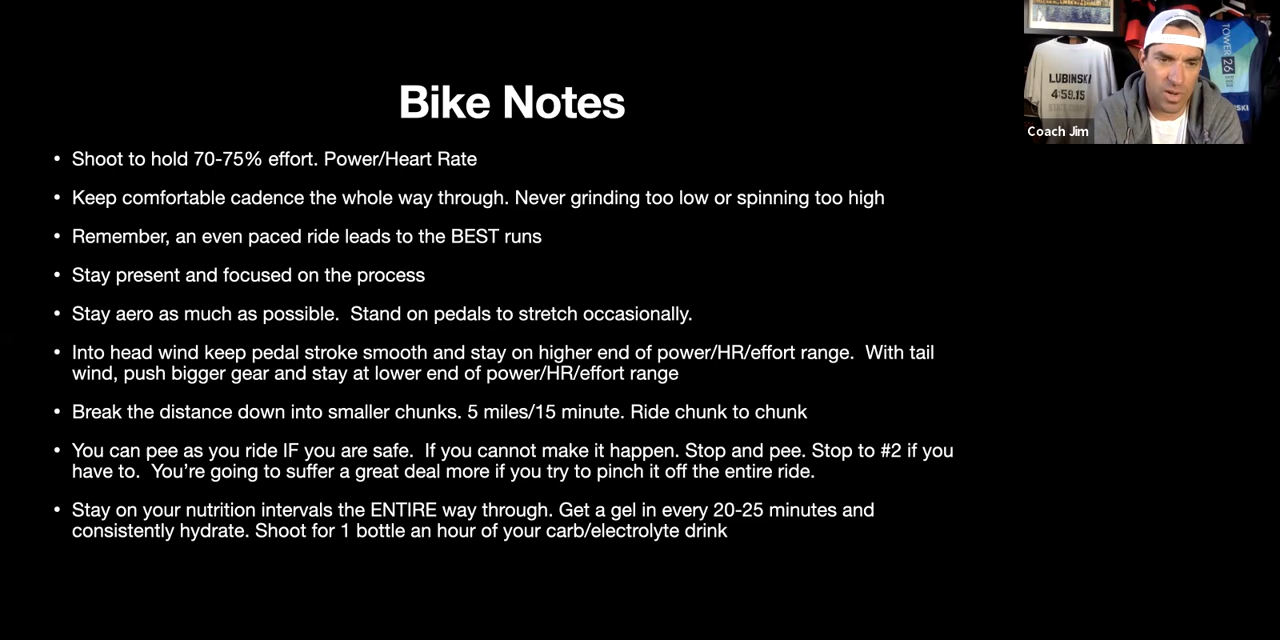 Bike Notes
• Shoot to hold 70-75% effort. Power/Heart Rate
• Keep comfortable cadence the whole way through. Never grinding too low or spinning too high
• Remember, an even paced ride leads to the BEST runs
• Stay present and focused on the process
• Stay aero as much as possible.  Stand on pedals to stretch occasionally.
• Into head wind keep pedal stroke smooth and stay on higher end of power/HR/effort range.  With tail
wind, push bigger gear and stay at lower end of power/HR/effort range
• Break the distance down into smaller chunks. 5 miles/15 minute. Ride chunk to chunk
• You can pee as you ride IF you are safe.  If you cannot make it happen. Stop and pee. Stop to #2 if you
have to.  You’re going to suffer a great deal more if you try to pinch it off the entire ride.
• Stay on your nutrition intervals the ENTIRE way through. Get a gel in every 20-25 minutes and
consistently hydrate. Shoot for 1 bottle an hour of your carb/electrolyte drink
LUBINSKI
4:59.15
TOWER
26
Coach Jim